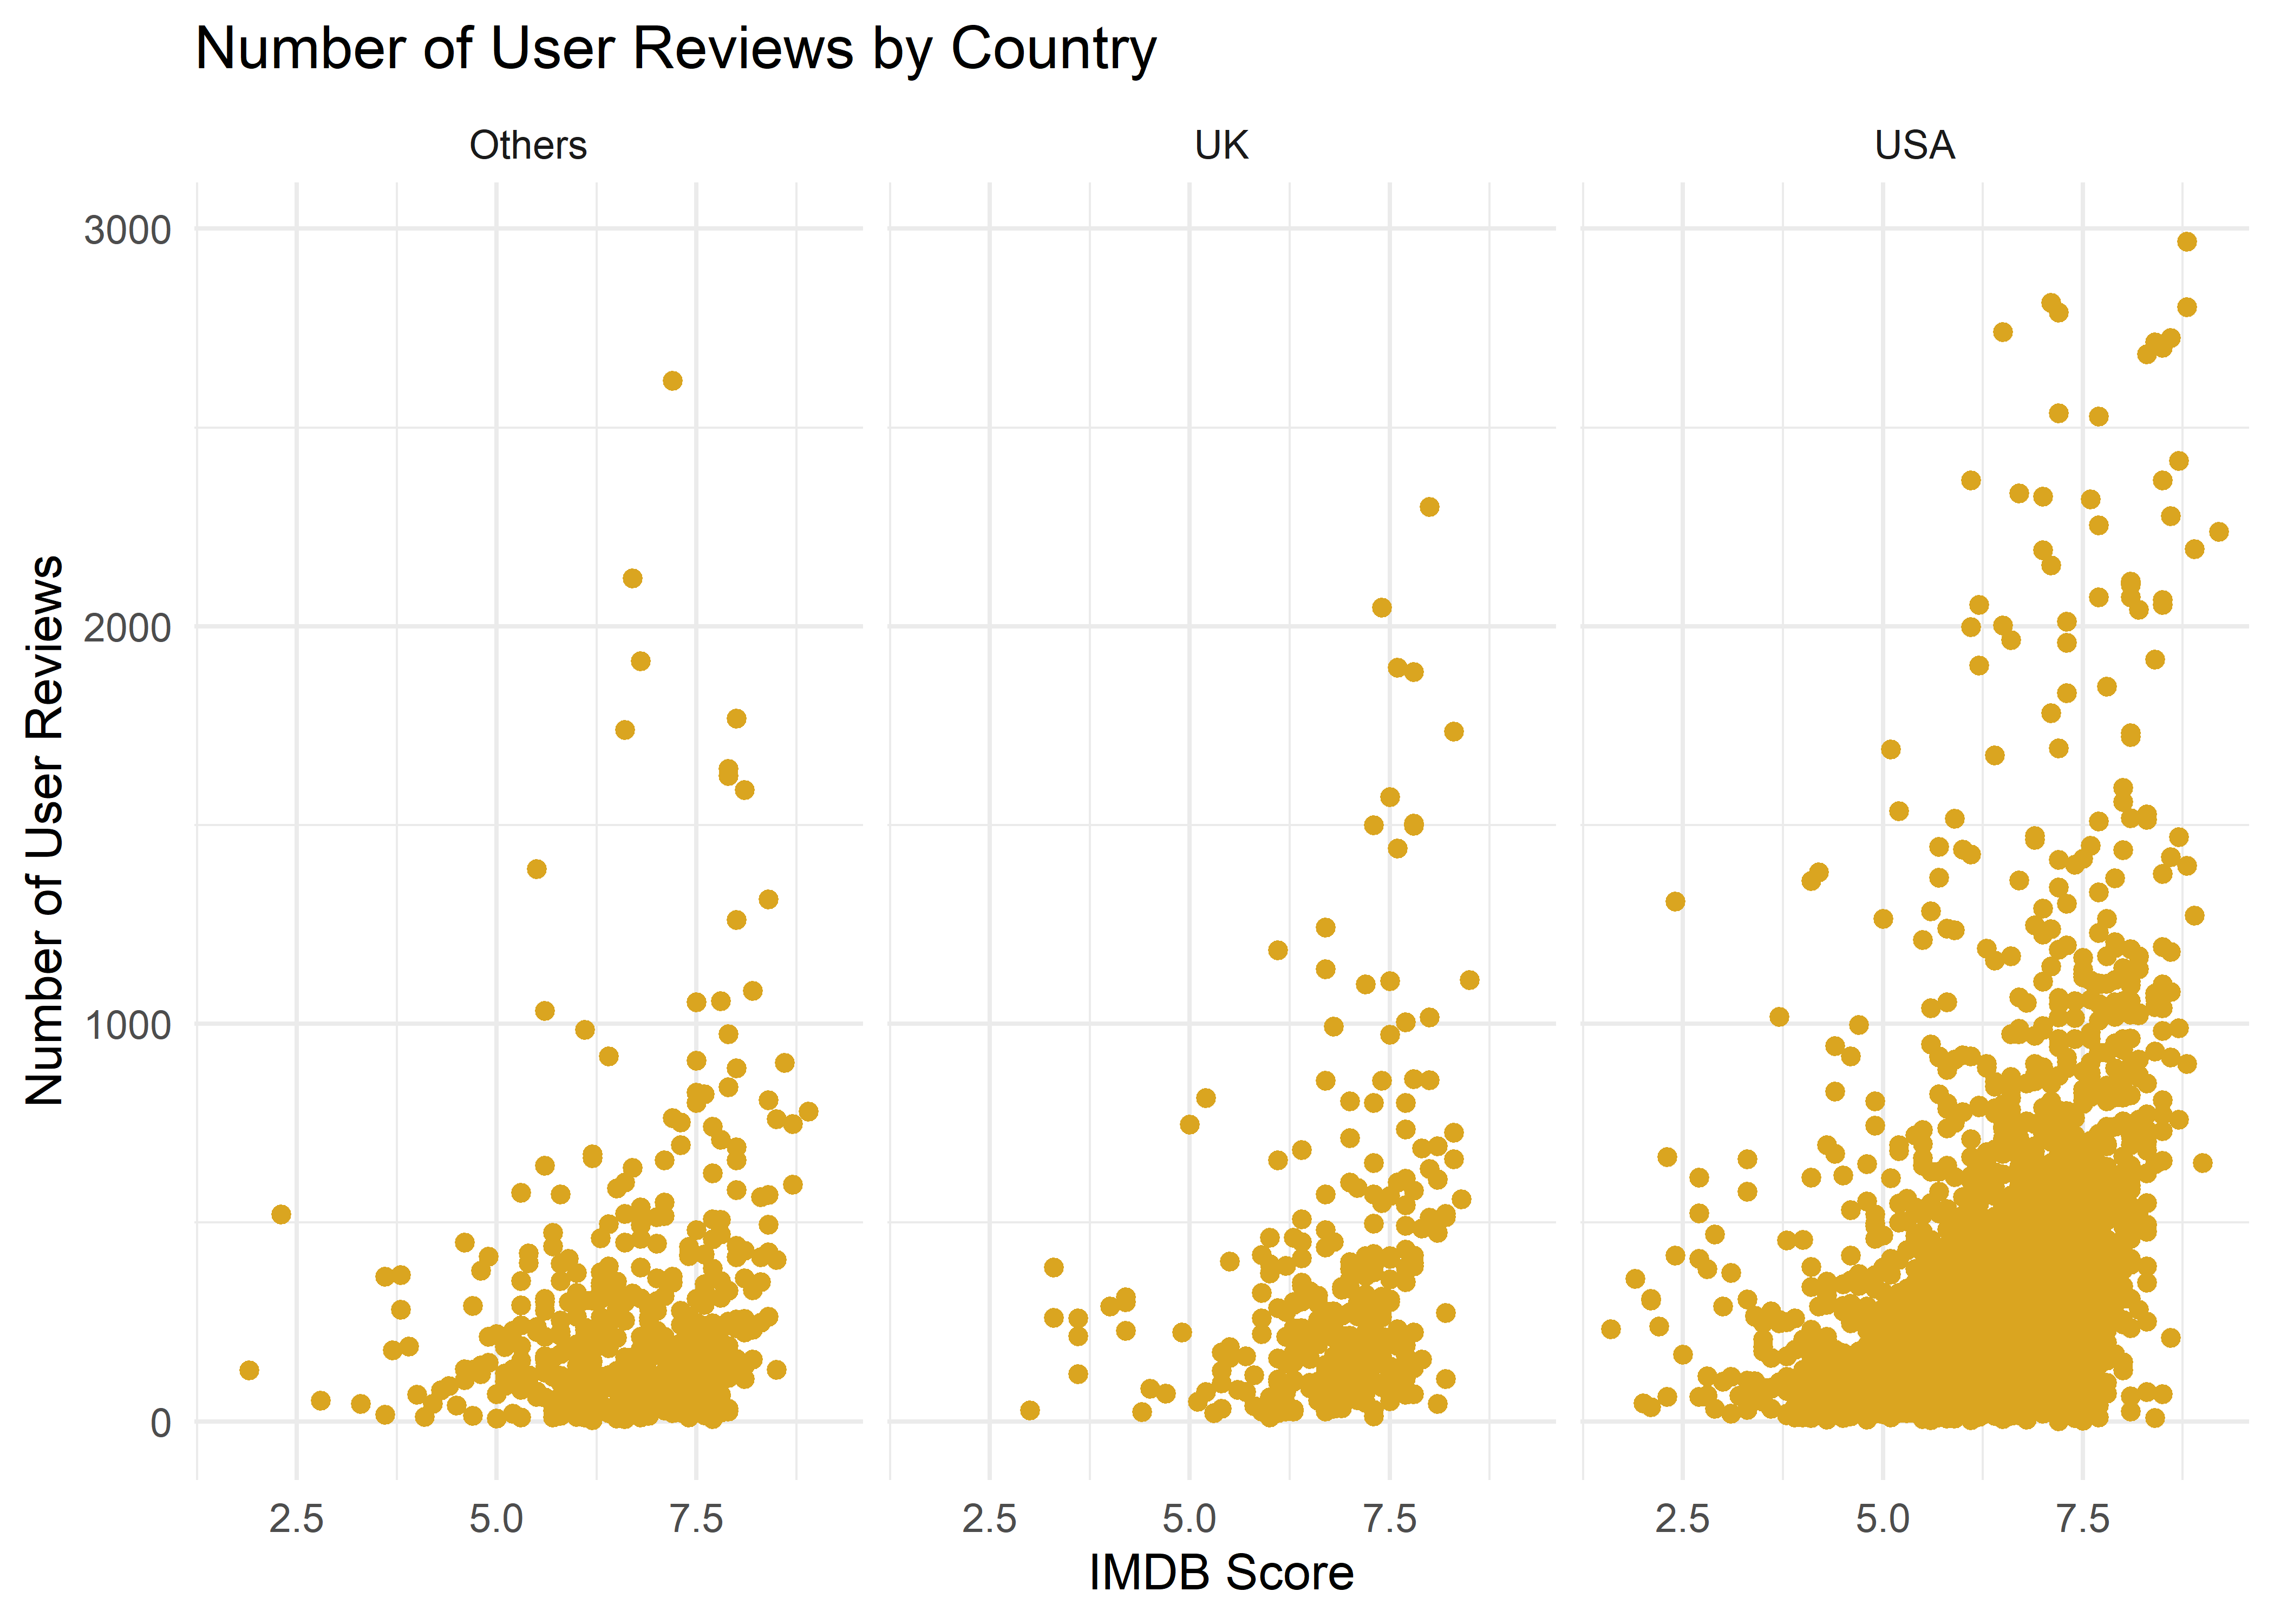 Number of User Reviews by Country
Others UK USA
Number of User Reviews
3000
2000
1000
0
2.5 5.0 7.5 2.5 5.0 7.5 2.5 5.0 7.5
IMDB Score